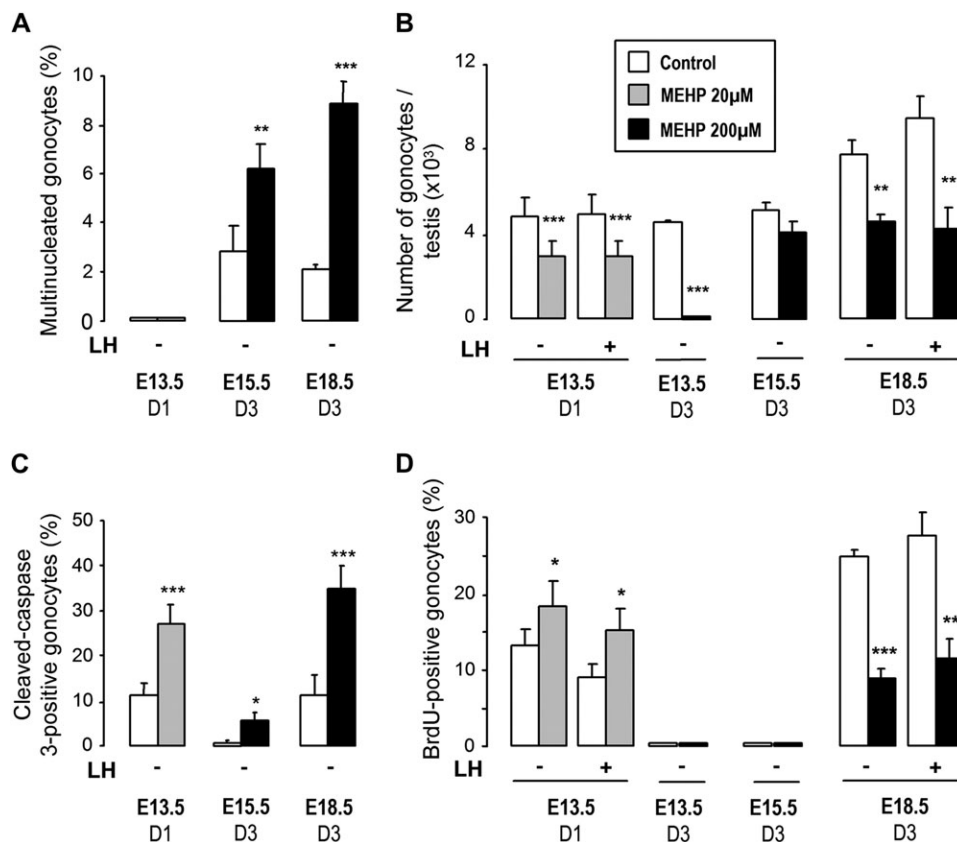 A
Multinucleated gonocytes (%)
10
8
6
4
2
0
**
***
LH
- - -
E13.5 E15.5 E18.5
D1 D3 D3
B
Number of gonocytes /
testis (x10³)
12
8
4
0
Control
MEHP 20µM
MEHP 200µM
*** *** *** ** **
LH
- + - - - +
E13.5 E13.5 E15.5 E18.5
D1 D3 D3 D3
C
Cleaved-caspase
3-positive gonocytes (%)
50
40
30
20
10
0
*** * ***
LH
- - -
E13.5 E15.5 E18.5
D1 D3 D3
D
BrdU-positive gonocytes (%)
30
20
10
0
* * *** **
LH
- + - - - +
E13.5 E13.5 E15.5 E18.5
D1 D3 D3 D3